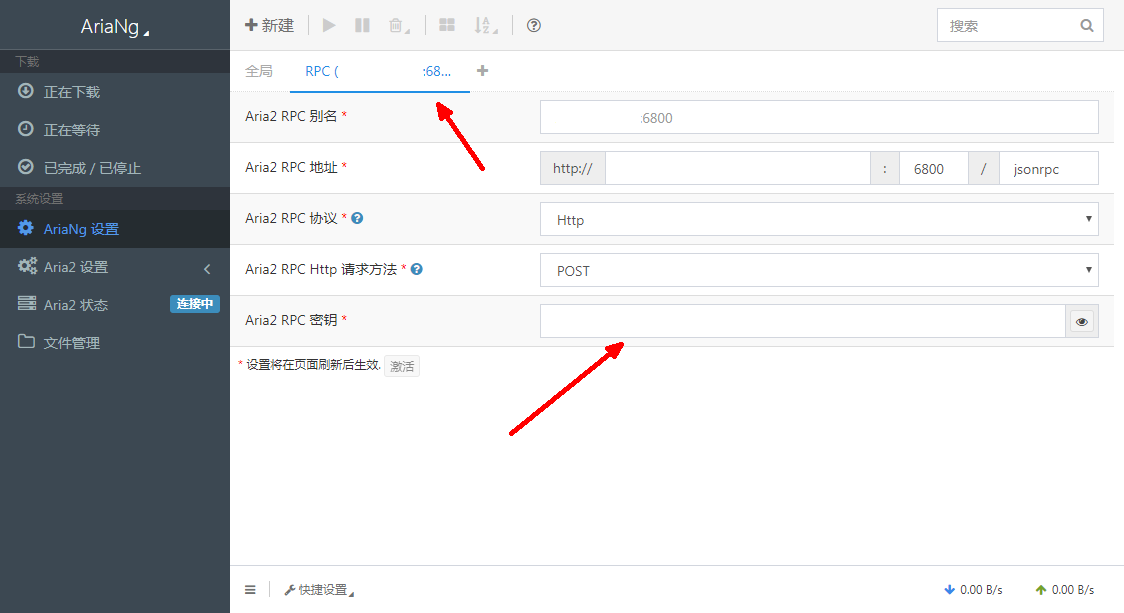 AriaNg
下载
正在下载
正在等待
已完成 / 已停止
系统设置
AriaNg 设置
Aria2 设置
Aria2 状态 连接中
文件管理
新建
搜索
全局 RPC ( :68...
Aria2 RPC 别名 * :6800
Aria2 RPC 地址 * http:// : 6800 / jsonrpc
Aria2 RPC 协议 * Http
Aria2 RPC Http 请求方法 * POST
Aria2 RPC 密钥 *
* 设置将在页面刷新后生效. 激活
快捷设置 0.00 B/s 0.00 B/s